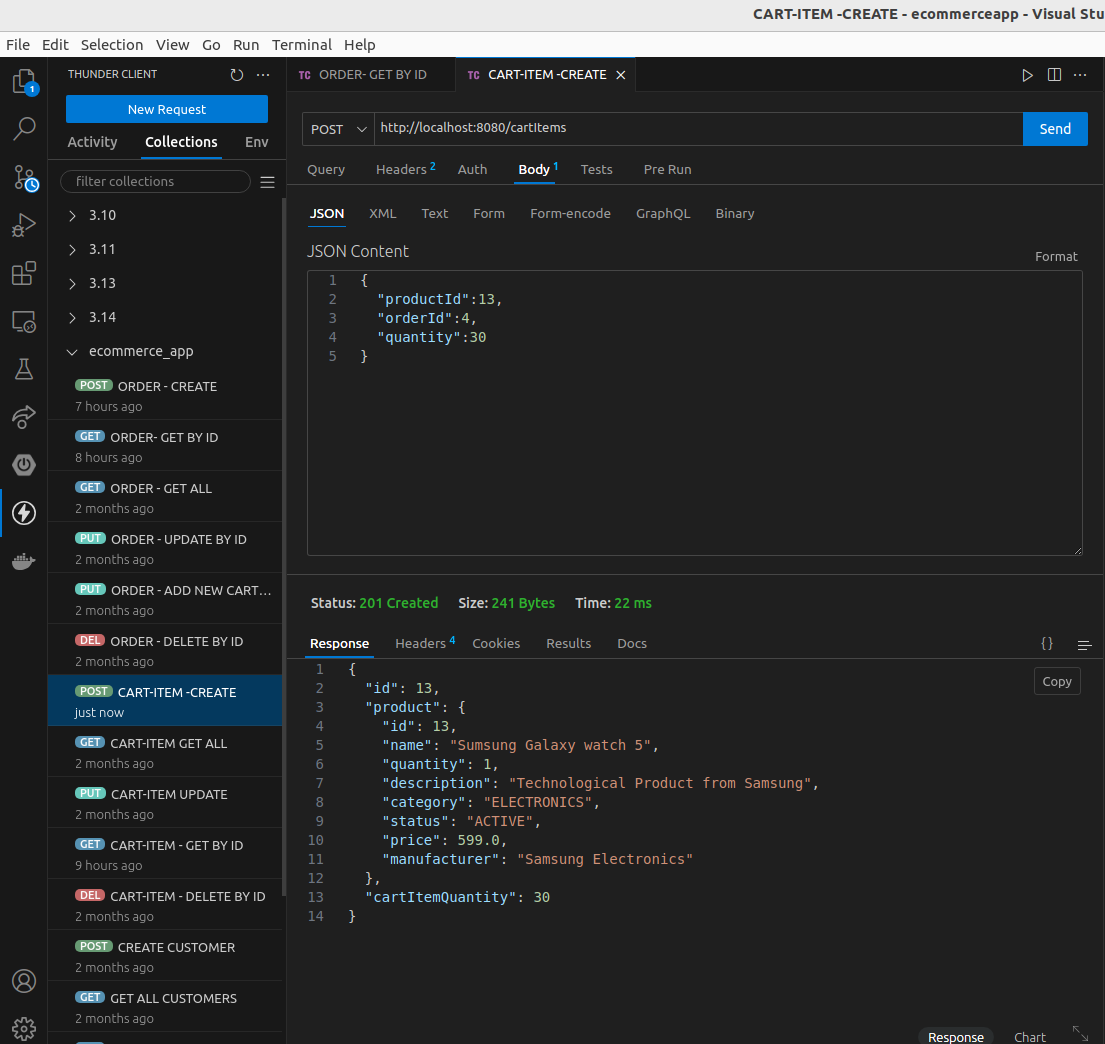 CART-ITEM -CREATE - ecommerceapp - Visual Stu
File Edit Selection View Go Run Terminal Help
THUNDER CLIENT
New Request
Activity Collections Env
filter collections
3.10
3.11
3.13
3.14
ecommerce_app
POST ORDER - CREATE
7 hours ago
GET ORDER- GET BY ID
8 hours ago
GET ORDER - GET ALL
2 months ago
PUT ORDER - UPDATE BY ID
2 months ago
PUT ORDER - ADD NEW CART...
2 months ago
DEL ORDER - DELETE BY ID
2 months ago
POST CART-ITEM -CREATE
just now
GET CART-ITEM GET ALL
2 months ago
PUT CART-ITEM UPDATE
2 months ago
GET CART-ITEM - GET BY ID
9 hours ago
DEL CART-ITEM - DELETE BY ID
2 months ago
POST CREATE CUSTOMER
2 months ago
GET GET ALL CUSTOMERS
2 months ago
1
TC ORDER- GET BY ID TC CART-ITEM -CREATE
POST http://localhost:8080/cartItems Send
Query Headers 2 Auth Body 1 Tests Pre Run
JSON XML Text Form Form-encode GraphQL Binary
JSON Content
Format
1 {
2 "productId":13,
3 "orderId":4,
4 "quantity":30
5 }
Status: 201 Created Size: 241 Bytes Time: 22 ms
Response Headers 4 Cookies Results Docs {}
Copy
1 {
2 "id": 13,
3 "product": {
4 "id": 13,
5 "name": "Sumsung Galaxy watch 5",
6 "quantity": 1,
7 "description": "Technological Product from Samsung",
8 "category": "ELECTRONICS",
9 "status": "ACTIVE",
10 "price": 599.0,
11 "manufacturer": "Samsung Electronics"
12 },
13 "cartItemQuantity": 30
14 }
Response Chart